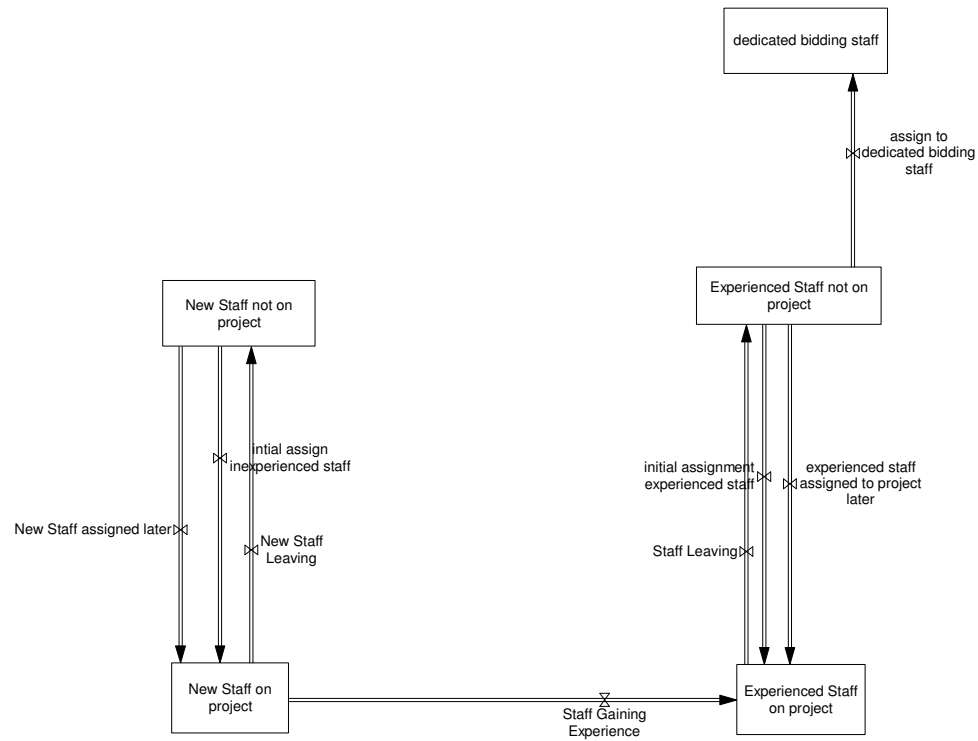 dedicated bidding staff
assign to
dedicated bidding
staff
New Staff not on
project
Experienced Staff not on
project
intial assign
inexperienced staff
New Staff assigned later
New Staff
Leaving
initial assignment
experienced staff
experienced staff
assigned to project
later
Staff Leaving
New Staff on
project
Staff Gaining
Experience
Experienced Staff
on project